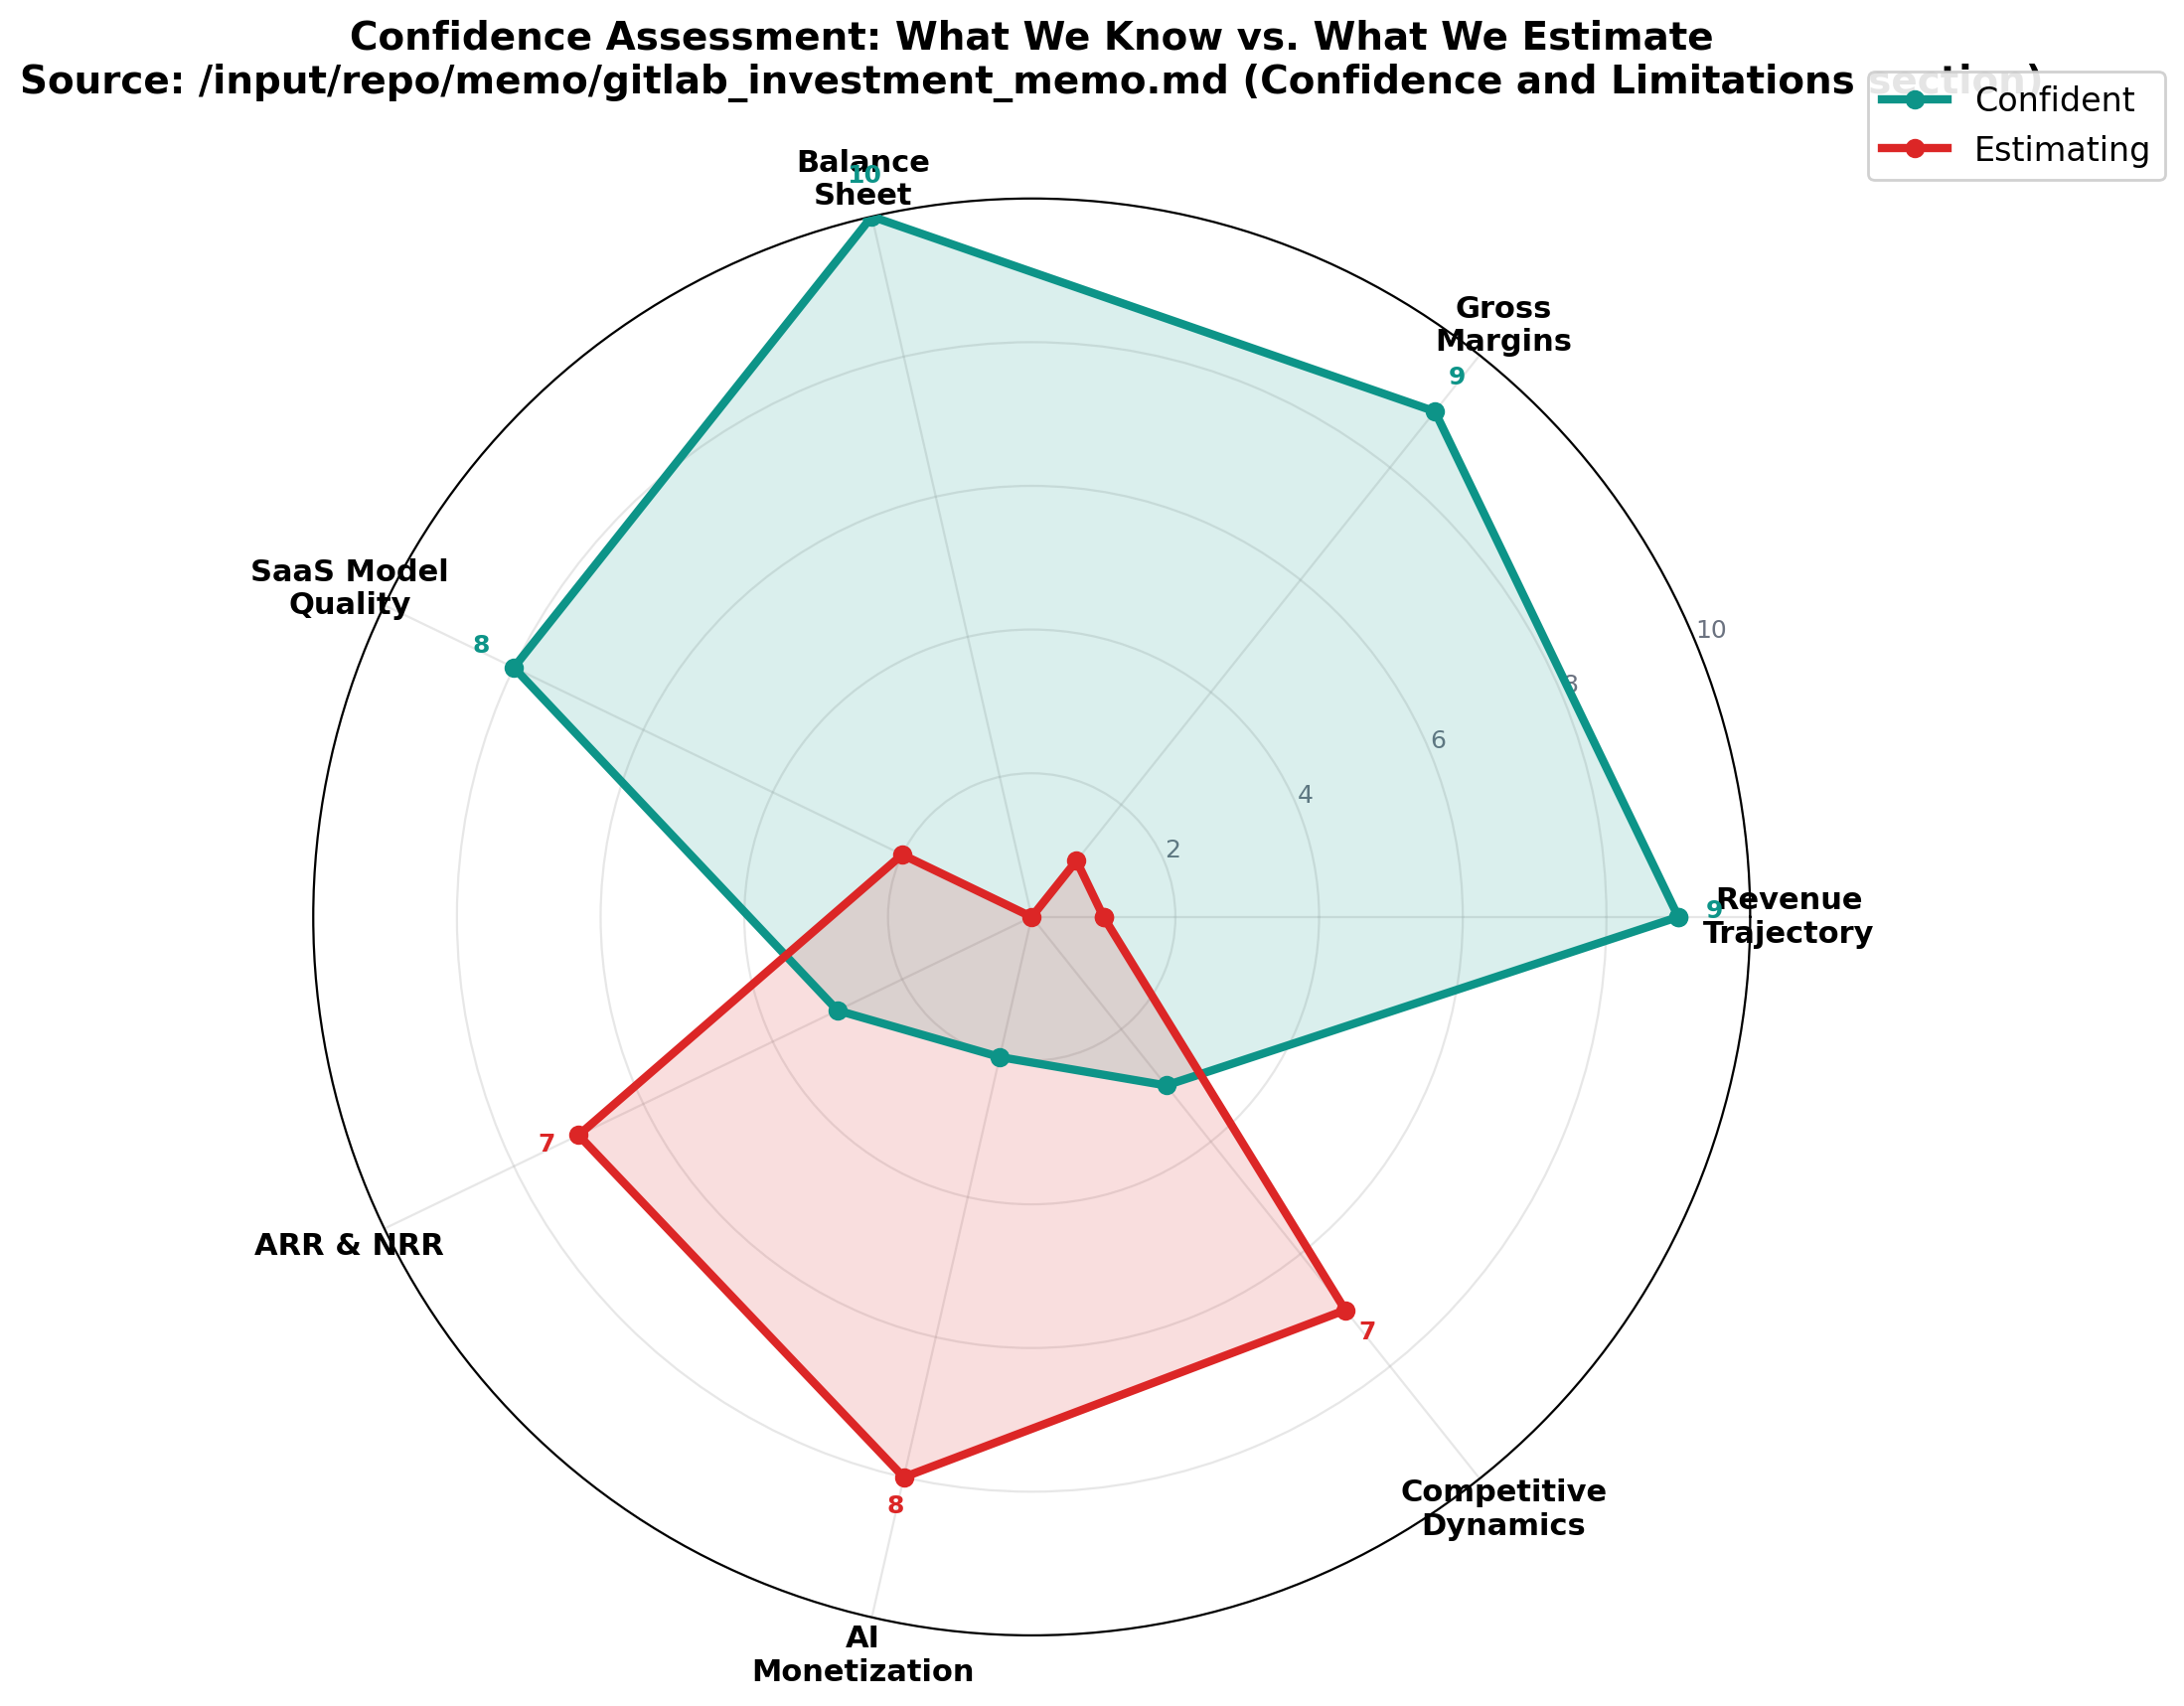 Confidence Assessment: What We Know vs. What We Estimate
Source: /input/repo/memo/gitlab_investment_memo.md (Confidence and Limitations section)
Confident
Estimating
Balance
Sheet
10
Gross
Margins
9
SaaS Model
Quality
8
10
8
6
4
2
Revenue
Trajectory
9
7
ARR & NRR
7
Competitive
Dynamics
8
AI
Monetization